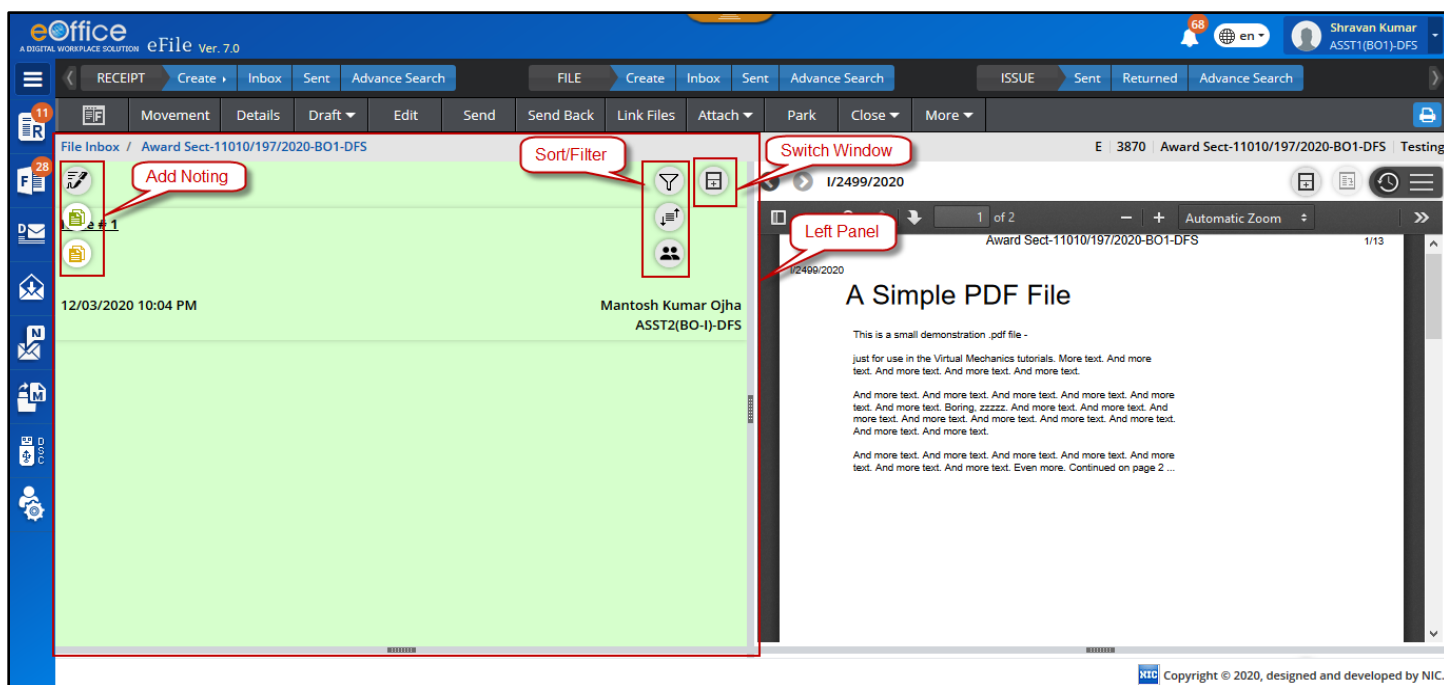 eOffice
A DIGITAL WORKPLACE SOLUTION eFile Ver. 7.0
68
en
Shravan Kumar
ASST1(BO1)-DFS
RECEIPT Create Inbox Sent Advance Search FILE Create Inbox Sent Advance Search ISSUE Sent Returned Advance Search
F Movement Details Draft Edit Send Send Back Link Files Attach Park Close More
11
R
28
F
D
N
M
DSC
File Inbox / Award Sect-11010/197/2020-BO1-DFS
E 3870 Award Sect-11010/197/2020-BO1-DFS Testing
Sort/Filter
Switch Window
Add Noting
Left Panel
# 1
12/03/2020 10:04 PM
Mantosh Kumar Ojha
ASST2(BO-I)-DFS
I/2499/2020
1 of 2
Automatic Zoom
Award Sect-11010/197/2020-BO1-DFS 1/13
I/2499/2020
A Simple PDF File
This is a small demonstration .pdf file -
just for use in the Virtual Mechanics tutorials. More text. And more
text. And more text. And more text. And more text.
And more text. And more text. And more text. And more text. And more
text. And more text. Boring, zzzzz. And more text. And more text. And
more text. And more text. And more text. And more text. And more text.
And more text. And more text.
And more text. And more text. And more text. And more text. And more
text. And more text. And more text. Even more. Continued on page 2 ...
NIC Copyright © 2020, designed and developed by NIC.